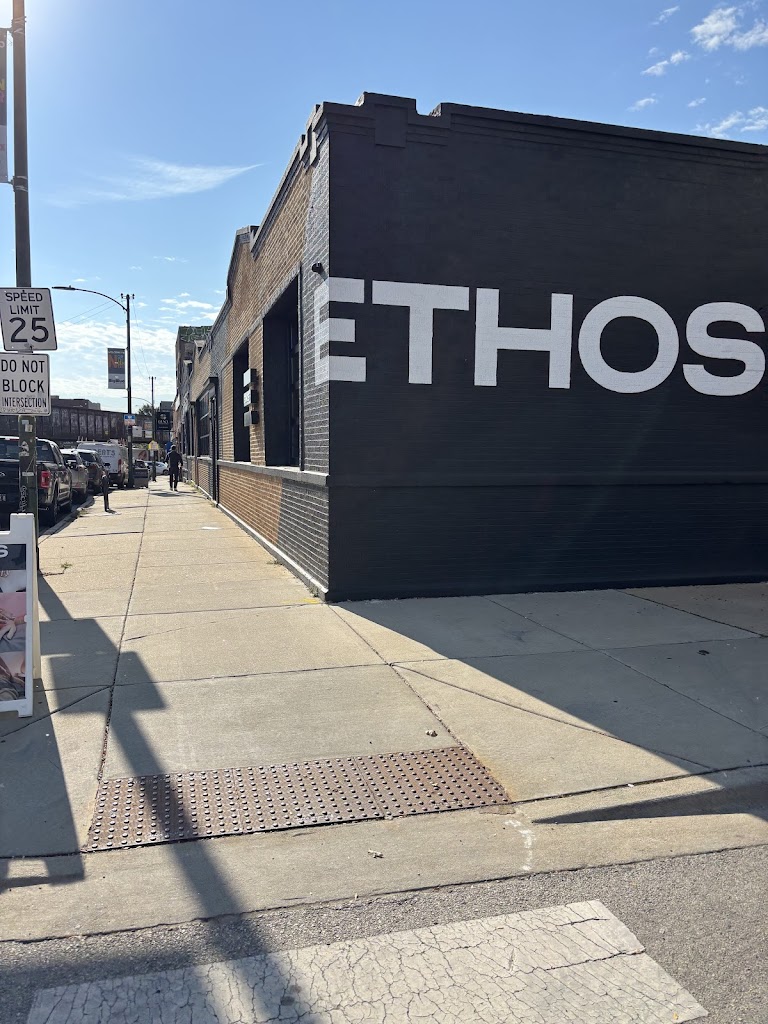 SPEED
LIMIT
25
DO NOT
BLOCK
INTERSECTION
ETHOS
S